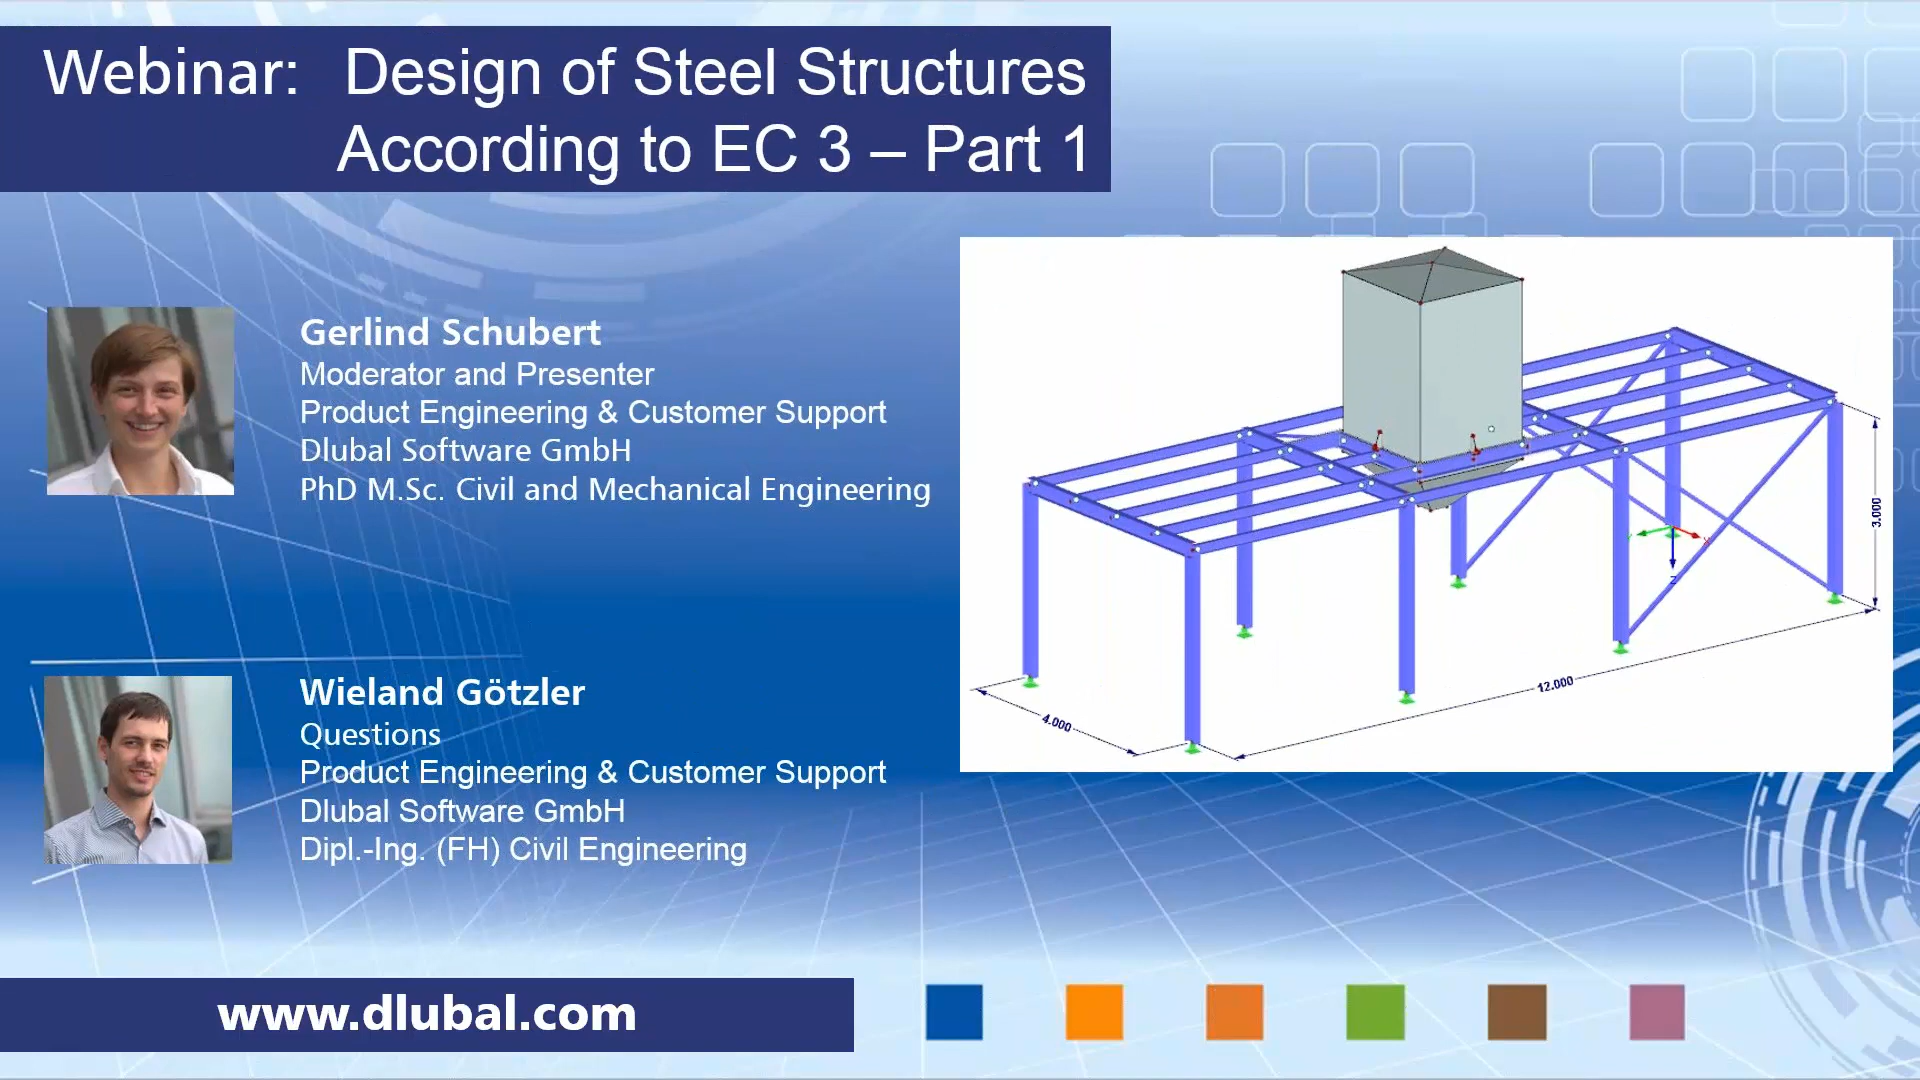 Webinar: Design of Steel Structures
According to EC 3 – Part 1
Gerlind Schubert
Moderator and Presenter
Product Engineering & Customer Support
Dlubal Software GmbH
PhD M.Sc. Civil and Mechanical Engineering
Wieland Götzler
Questions
Product Engineering & Customer Support
Dlubal Software GmbH
Dipl.-Ing. (FH) Civil Engineering
3.000
Z
12.000
4.000
www.dlubal.com